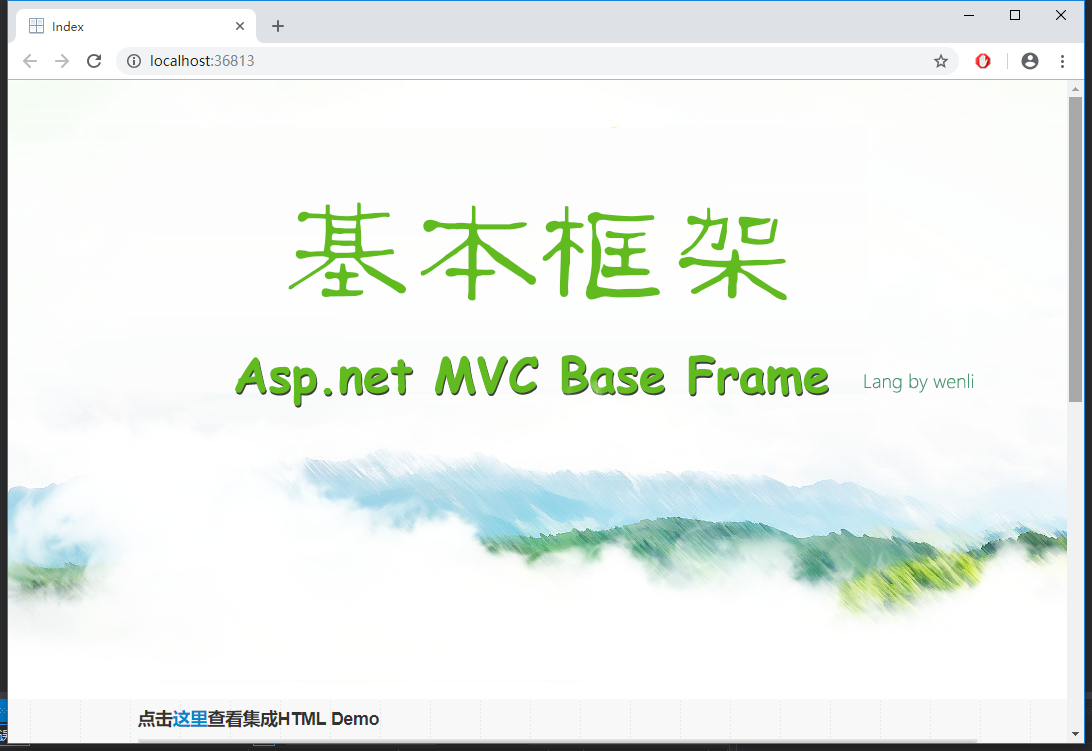 Index
localhost:36813
基本框架
Asp.net MVC Base Frame
Lang by wenli
点击这里查看集成HTML Demo